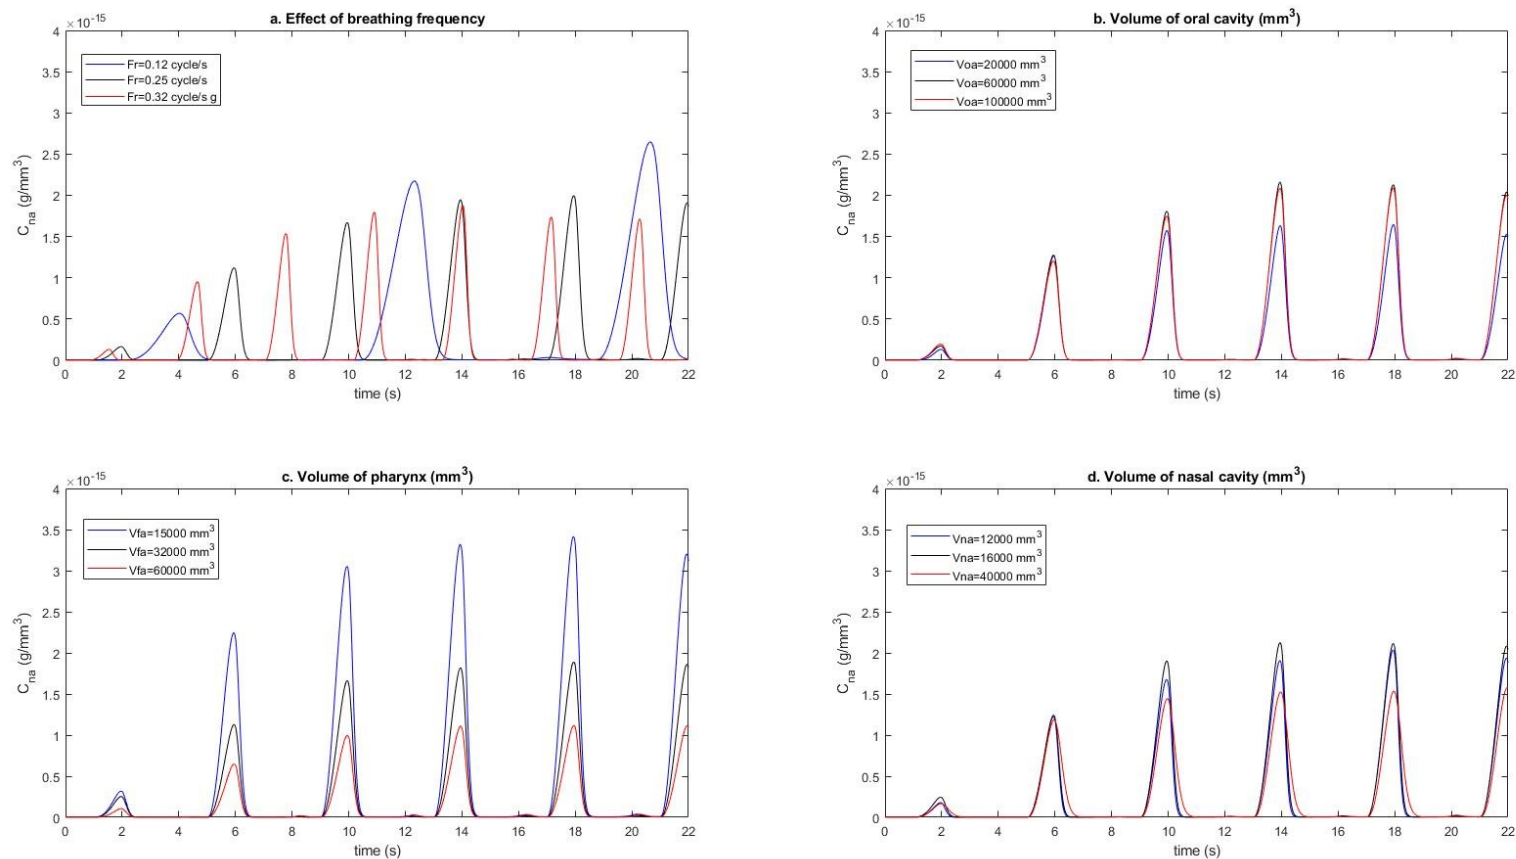 a. Effect of breathing frequency
×10-15
4
3.5
3
2.5
2
1.5
1
0.5
0
Cna (g/mm3)
Fr=0.12 cycle/s
Fr=0.25 cycle/s
Fr=0.32 cycle/s g
0 2 4 6 8 10 12 14 16 18 20 22
time (s)
b. Volume of oral cavity (mm3)
×10-15
4
3.5
3
2.5
2
1.5
1
0.5
0
Cna (g/mm3)
Voa=20000 mm3
Voa=60000 mm3
Voa=100000 mm3
0 2 4 6 8 10 12 14 16 18 20 22
time (s)
c. Volume of pharynx (mm3)
×10-15
4
3.5
3
2.5
2
1.5
1
0.5
0
Cna (g/mm3)
Vfa=15000 mm3
Vfa=32000 mm3
Vfa=60000 mm3
0 2 4 6 8 10 12 14 16 18 20 22
time (s)
d. Volume of nasal cavity (mm3)
×10-15
4
3.5
3
2.5
2
1.5
1
0.5
0
Cna (g/mm3)
Vna=12000 mm3
Vna=16000 mm3
Vna=40000 mm3
0 2 4 6 8 10 12 14 16 18 20 22
time (s)